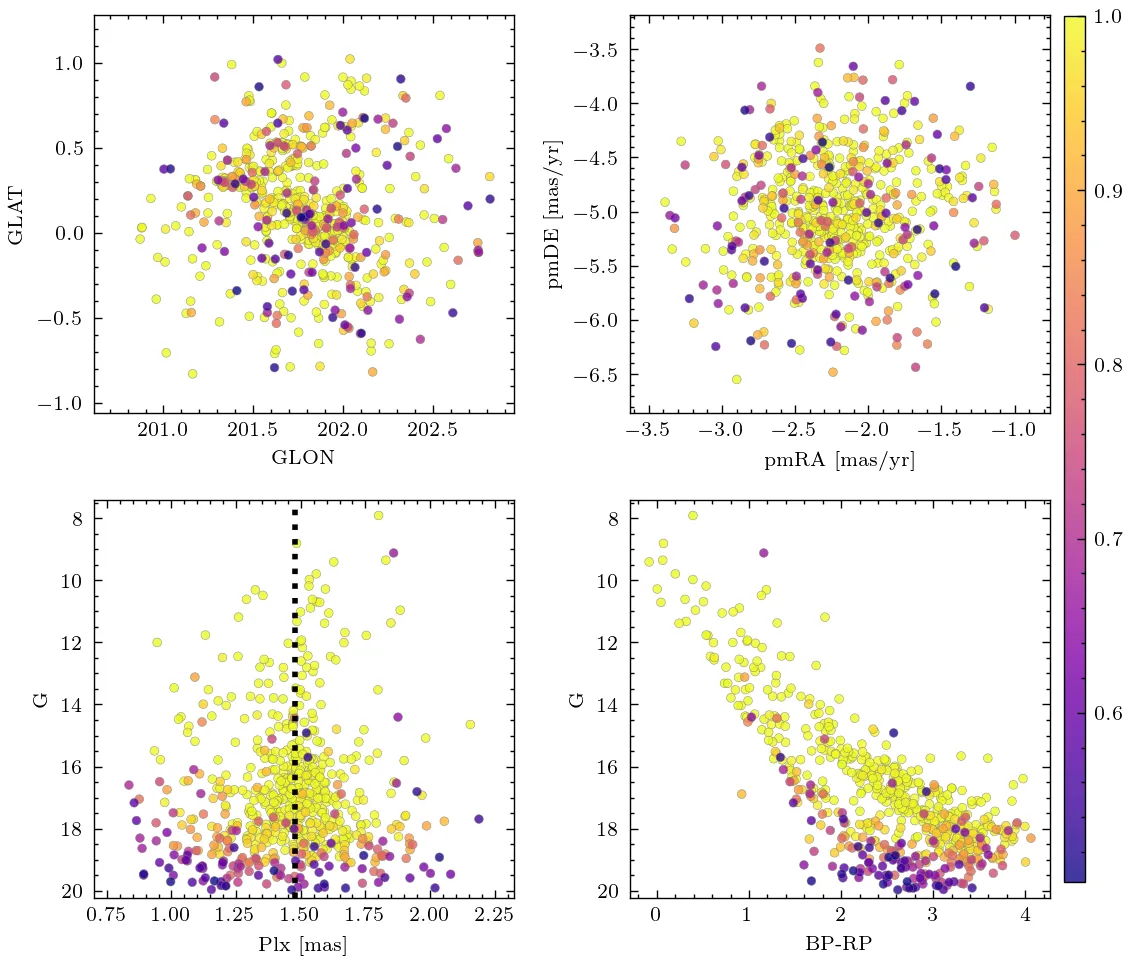 1.0
0.5
0.0
−0.5
−1.0
GLAT
201.0 201.5 202.0 202.5
GLON
−3.5
−4.0
−4.5
−5.0
−5.5
−6.0
−6.5
pmDE [mas/yr]
−3.5 −3.0 −2.5 −2.0 −1.5 −1.0
pmRA [mas/yr]
1.0
0.9
0.8
0.7
0.6
8
10
12
14
16
18
20
G
0.75 1.00 1.25 1.50 1.75 2.00 2.25
Plx [mas]
8
10
12
14
16
18
20
G
0 1 2 3 4
BP-RP